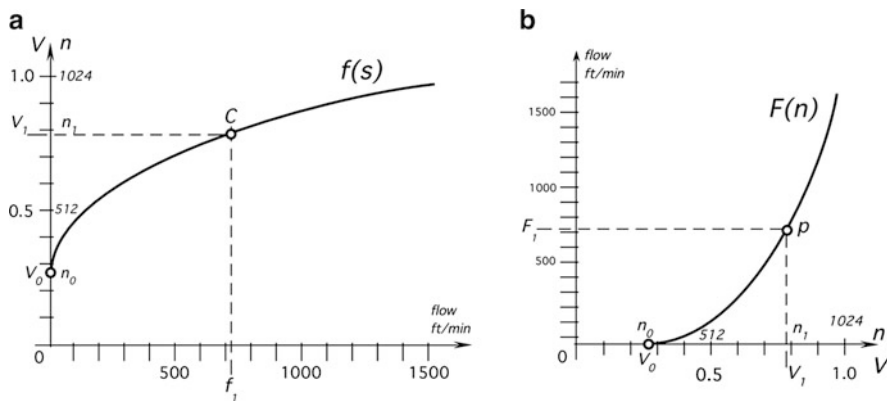 a
V n
1.0 1024
f(s)
C
V₁ n₁
0.5 512
V₀ n₀
flow
ft/min
0 500 1000 1500
f₁
b
flow
ft/min
1500
F(n)
1000
F₁ p
500
n₀ 512 n₁ 1024 n
0 V₀ 0.5 V₁ 1.0 V